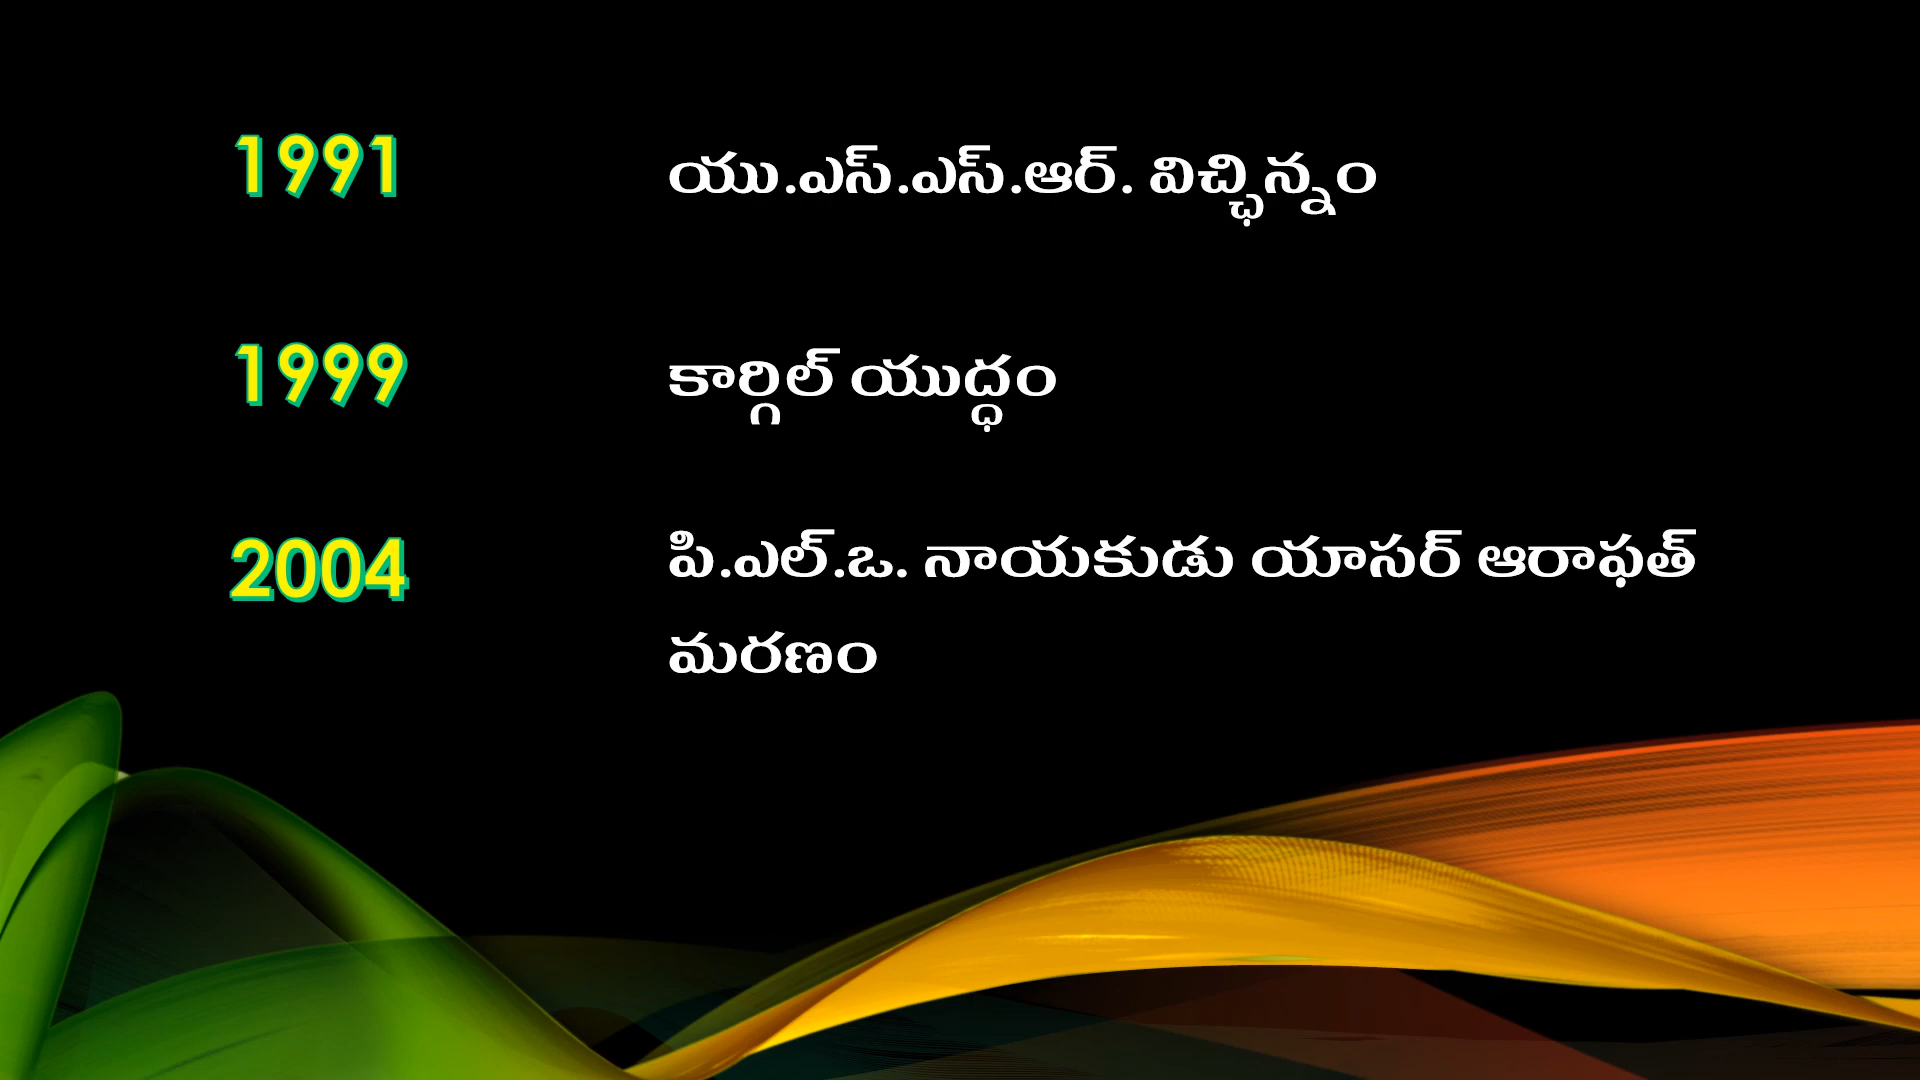 1991 యు.ఎస్.ఎస్.ఆర్. విచ్ఛిన్నం
1999 కార్గిల్ యుద్ధం
2004 పి.ఎల్.ఒ. నాయకుడు యాసర్ ఆరాఫత్
మరణం